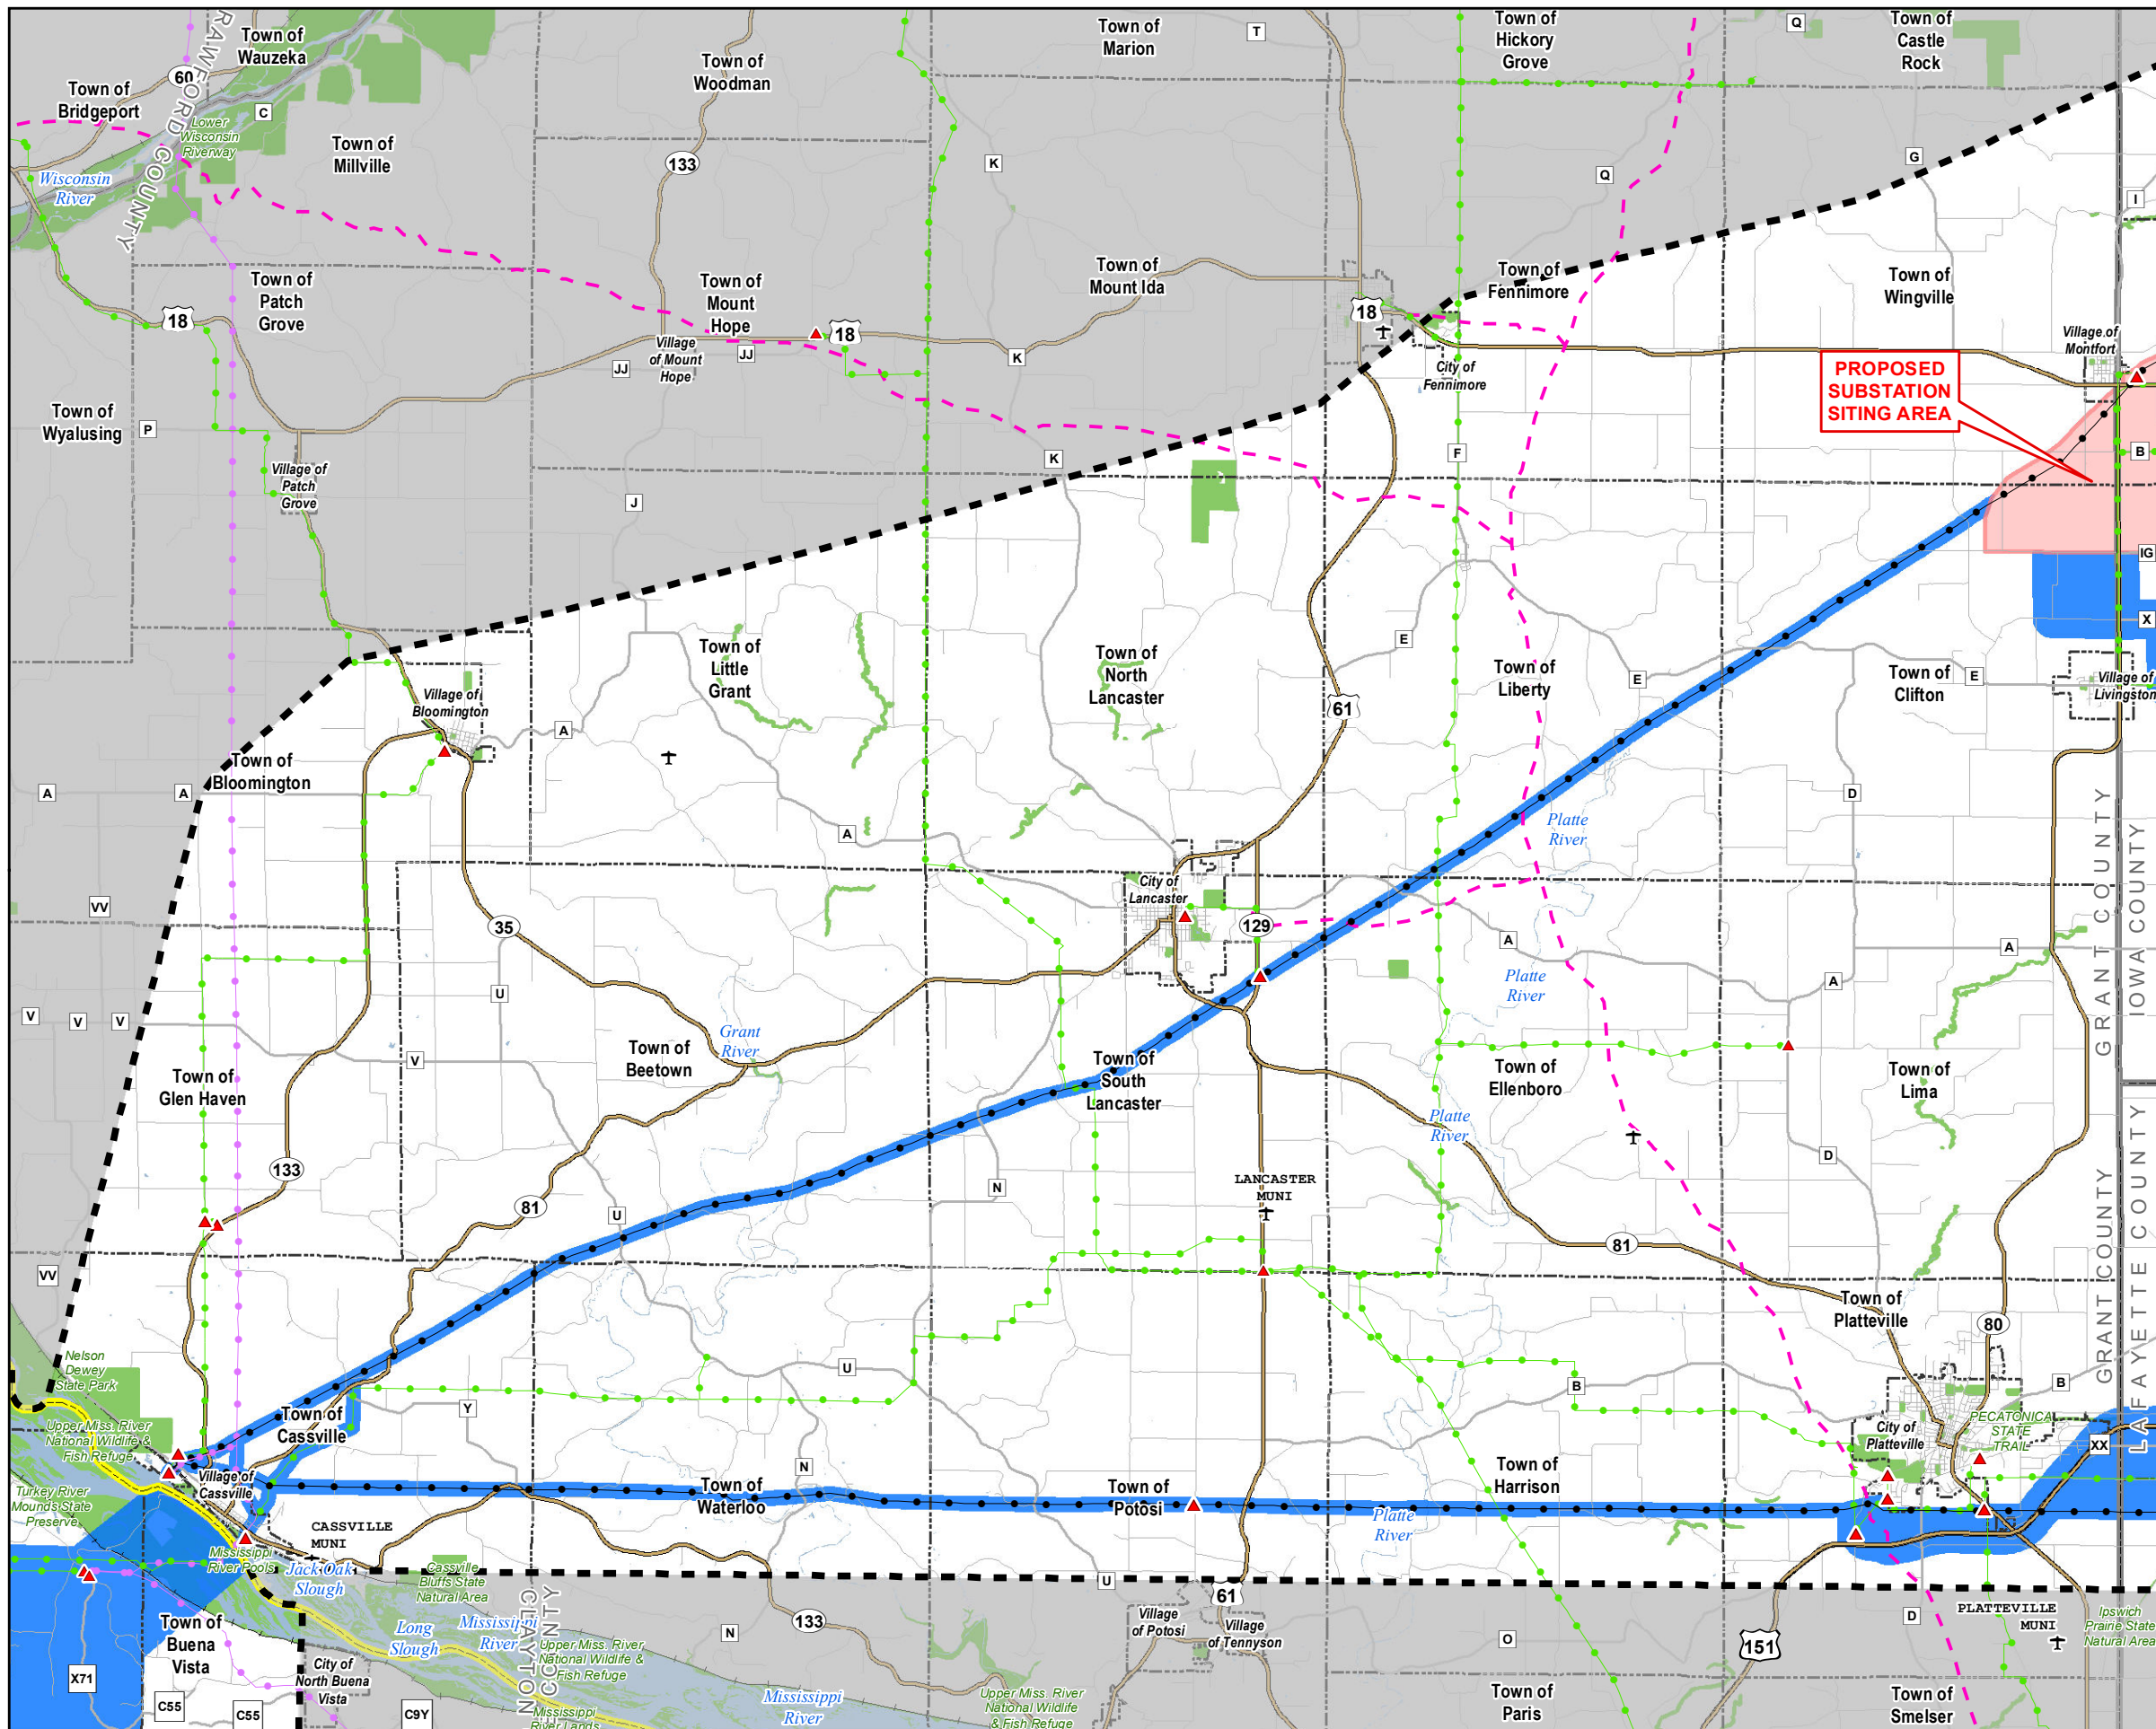 Town of
Wauzeka
Town of
Woodman
Town of
Marion
T
Town of
Hickory
Grove
Q
Town of
Castle
Rock
60
Town of
Bridgeport
C
RAWFORD COUNTY
Lower
Wisconsin
Riverway
Town of
Millville
133
K
Q
G
Wisconsin
River
I
Town of
Patch
Grove
18
Town of
Mount
Hope
18
Town of
Mount Ida
18
Town of
Fennimore
Town of
Wingville
Village of
Montfort
Village
of Mount
Hope
JJ
JJ
K
City of
Fennimore
PROPOSED
SUBSTATION
SITING AREA
Town of
Wyalusing
P
K
F
B
Village of
Patch
Grove
J
IG
X
Town of
Little
Grant
Town of
North
Lancaster
E
Town of
Liberty
E
Town of
Clifton
E
Village of
Livingston
Village of
Bloomington
A
61
Town of
Bloomington
A
A
A
D
Platte
River
GRANT COUNTY
IOWA COUNTY
City of
Lancaster
VV
35
129
A
A
Platte
River
A
U
V
V
V
Grant
River
V
Town of
Beetown
Town of
South
Lancaster
Town of
Ellenboro
Town of
Lima
Town of
Glen Haven
Platte
River
D
133
N
LANCASTER
MUNI
81
U
81
GRANT COUNTY
LAFAYETTE COUNTY
VV
Town of
Platteville
80
Nelson
Dewey
State Park
U
B
B
Y
Town of
Cassville
Upper Miss. River
National Wildlife &
Fish Refuge
City of
Platteville
PECATONICA
STATE
TRAIL
XX
N
Village of
Cassville
Town of
Waterloo
Town of
Potosi
Town of
Harrison
Turkey River
Mounds State
Preserve
Platte
River
CASSVILLE
MUNI
Mississippi
River Pools
Jack Oak
Slough
Cassville
Bluffs State
Natural Area
U
61
CLAYTON
COUNTY
Town of
Buena
Vista
Long
Slough
Mississippi
River
133
N
Village
of Potosi
Village
of Tennyson
O
151
D
PLATTEVILLE
MUNI
Ipswich
Prairie State
Natural Area
Upper Miss. River
National Wildlife &
Fish Refuge
X71
City of
North Buena
Vista
C55
C55
C9Y
Mississippi
River Lands
Mississippi
River
Upper Miss. River
National Wildlife
& Fish Refuge
Town of
Paris
Town of
Smelser